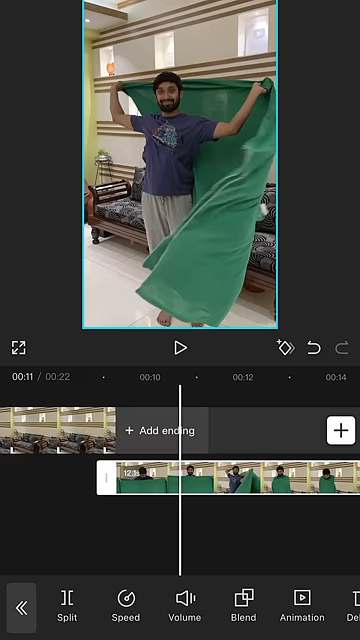 00:11 / 00:22
00:10
00:12
00:14
+ Add ending
Split
Speed
Volume
Blend
Animation